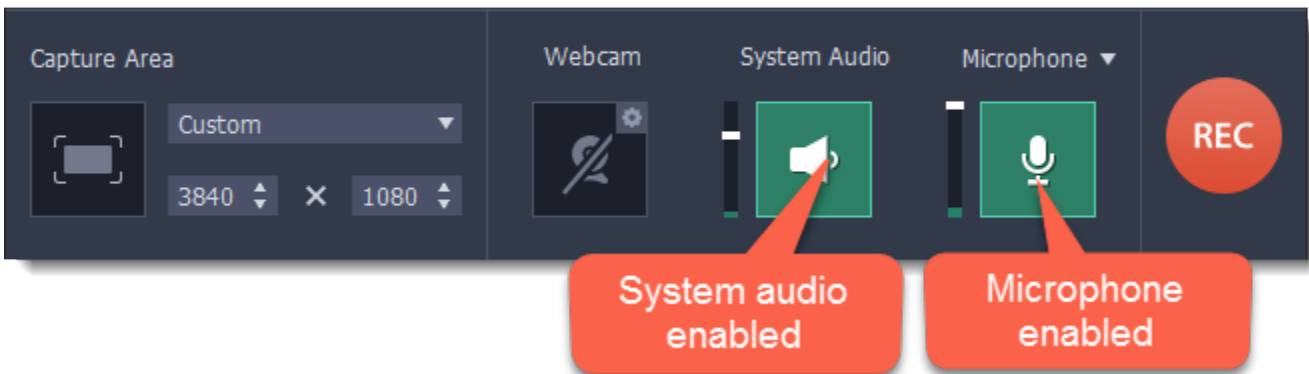 Capture Area
Webcam
System Audio
Microphone
Custom
3840 × 1080
REC
System audio
enabled
Microphone
enabled